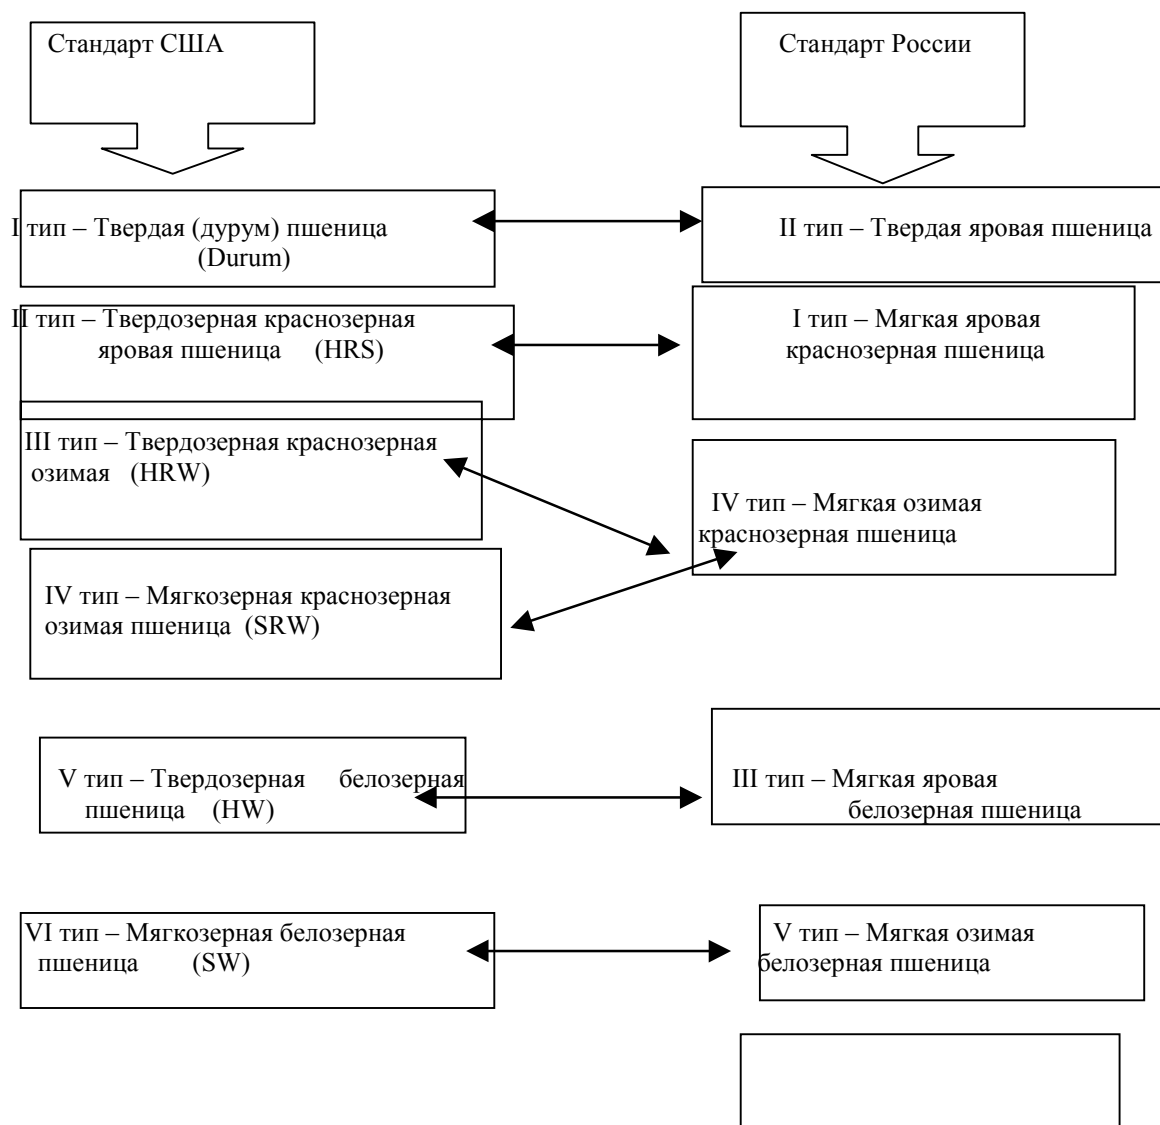 Стандарт США
Стандарт России
I тип – Твердая (дурум) пшеница
(Durum)
II тип – Твердая яровая пшеница
II тип – Твердозерная краснозерная
яровая пшеница (HRS)
I тип – Мягкая яровая
краснозерная пшеница
III тип – Твердозерная краснозерная
озимая (HRW)
IV тип – Мягкая озимая
краснозерная пшеница
IV тип – Мягкозерная краснозерная
озимая пшеница (SRW)
V тип – Твердозерная белозерная
пшеница (HW)
III тип – Мягкая яровая
белозерная пшеница
VI тип – Мягкозерная белозерная
пшеница (SW)
V тип – Мягкая озимая
белозерная пшеница